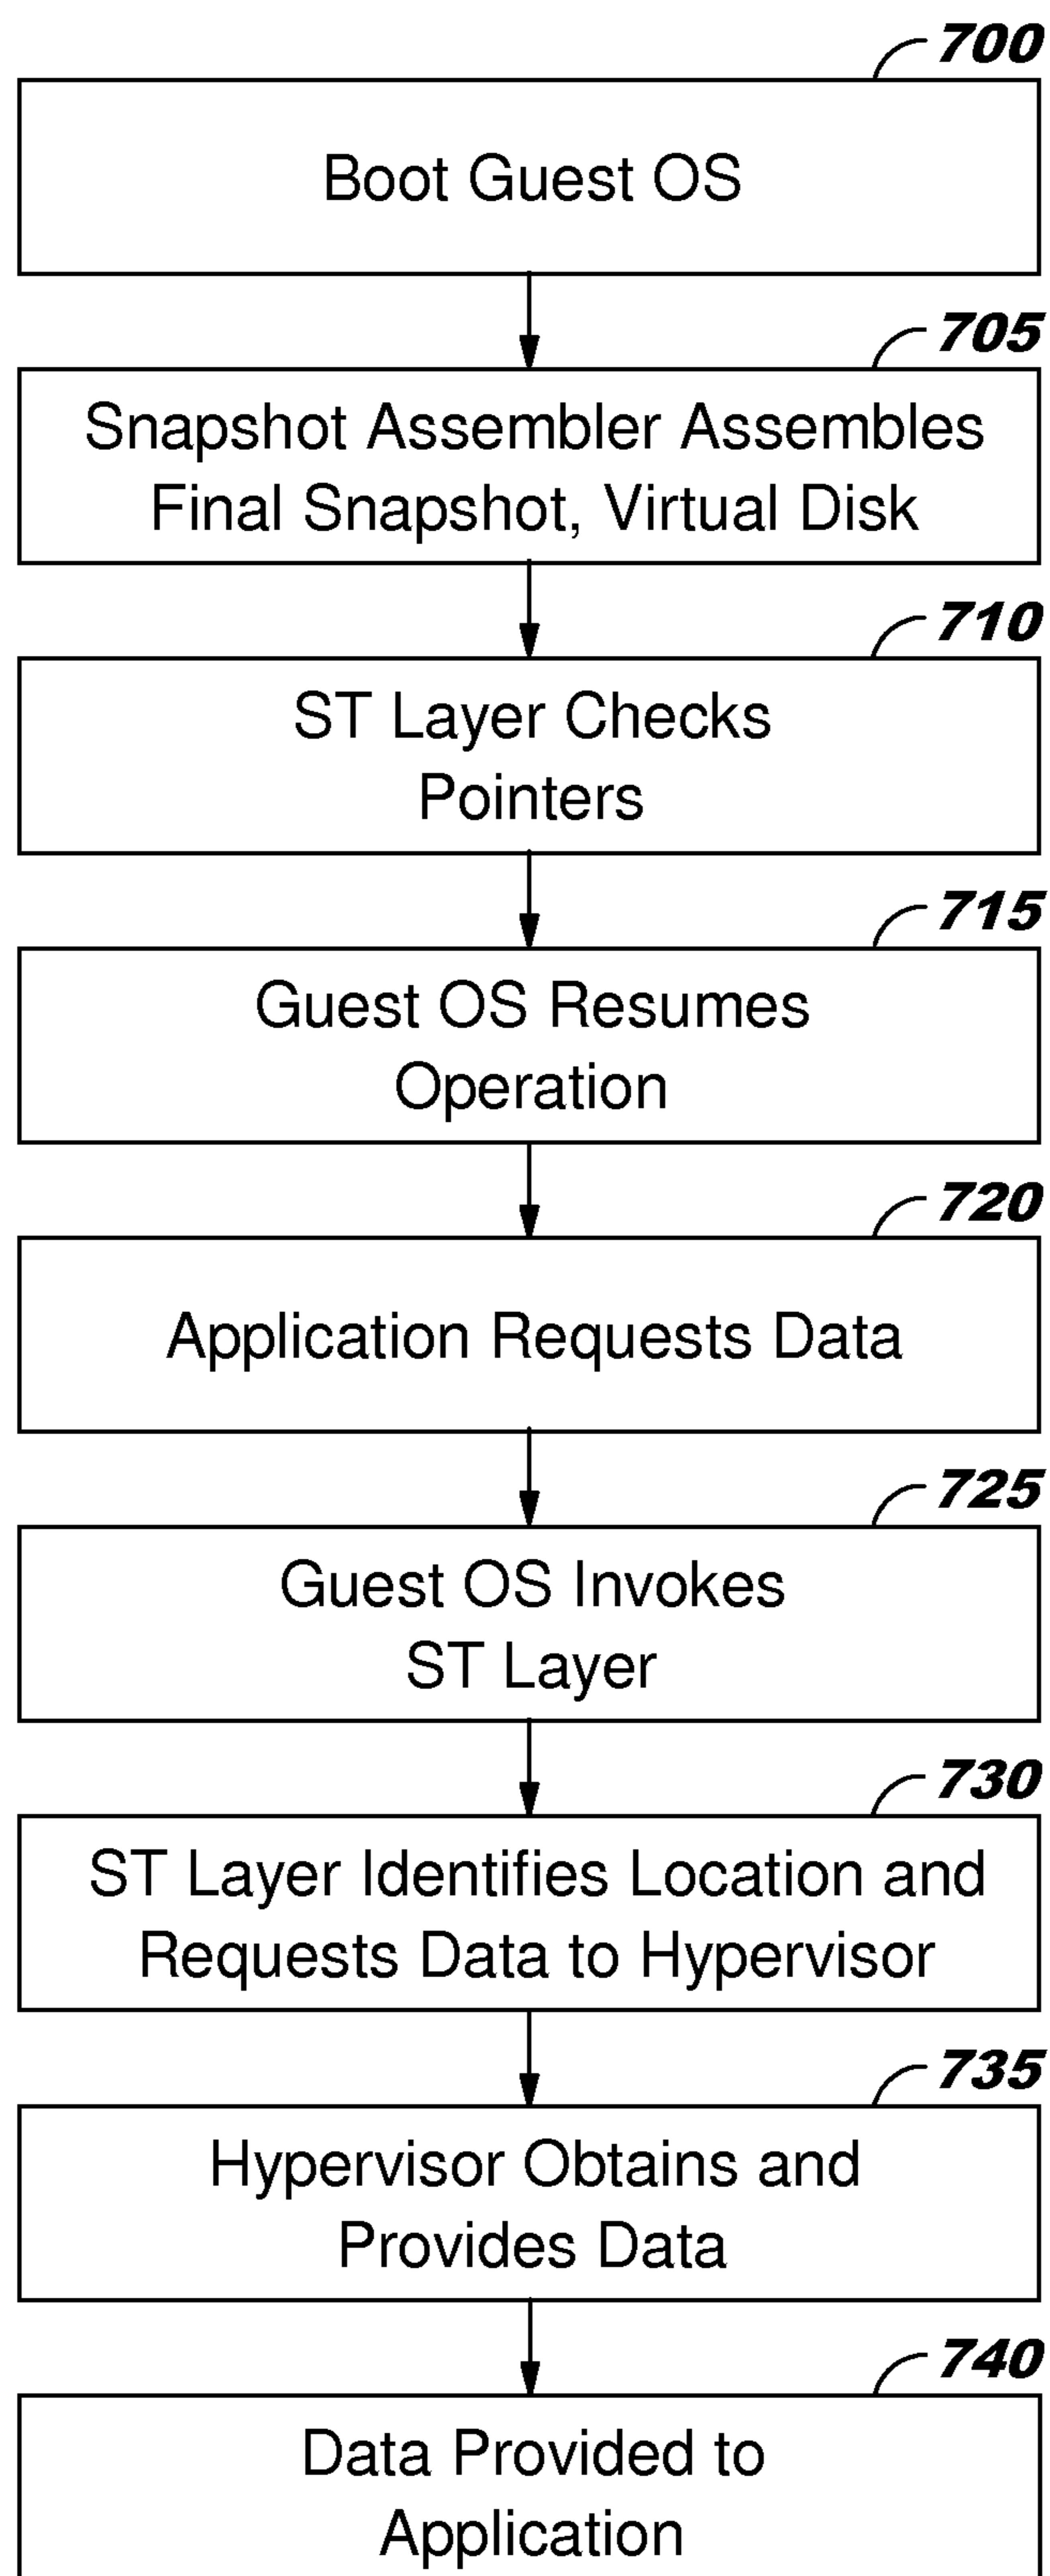 700
Boot Guest OS
705
Snapshot Assembler Assembles
Final Snapshot, Virtual Disk
710
ST Layer Checks
Pointers
715
Guest OS Resumes
Operation
720
Application Requests Data
725
Guest OS Invokes
ST Layer
730
ST Layer Identifies Location and
Requests Data to Hypervisor
735
Hypervisor Obtains and
Provides Data
740
Data Provided to
Application